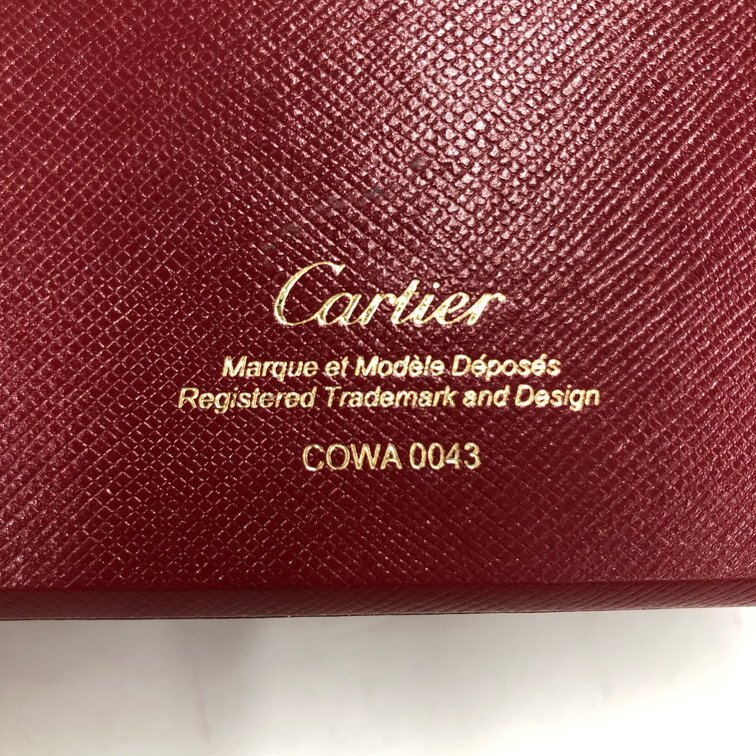 Cartier
Marque et Modèle Déposés
Registered Trademark and Design
COWA 0043